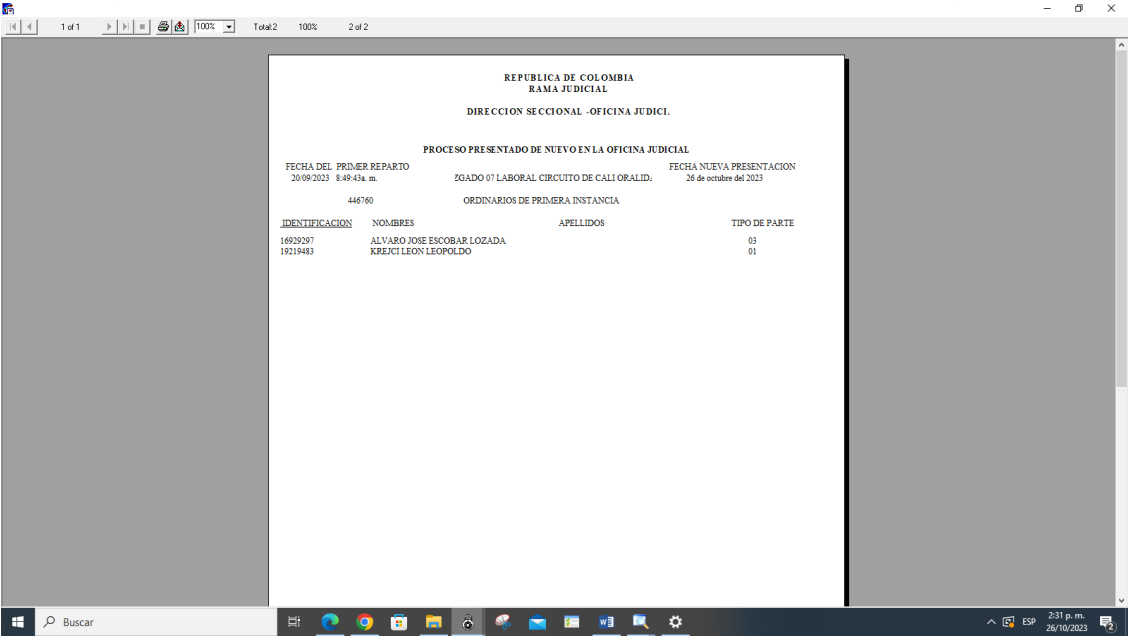 1 of 1
100%
Total:2
100%
2 of 2
REPUBLICA DE COLOMBIA
RAMA JUDICIAL
DIRECCION SECCIONAL -OFICINA JUDICI.
PROCESO PRESENTADO DE NUEVO EN LA OFICINA JUDICIAL
FECHA DEL PRIMER REPARTO FECHA NUEVA PRESENTACION
20/09/2023 8:49:43a. m. ZGADO 07 LABORAL CIRCUITO DE CALI ORALIDA 26 de octubre del 2023
446760 ORDINARIOS DE PRIMERA INSTANCIA
IDENTIFICACION NOMBRES APELLIDOS TIPO DE PARTE
16929297 ALVARO JOSE ESCOBAR LOZADA 03
19219483 KREJCI LEON LEOPOLDO 01
Buscar
ESP
2:31 p. m.
26/10/2023
2